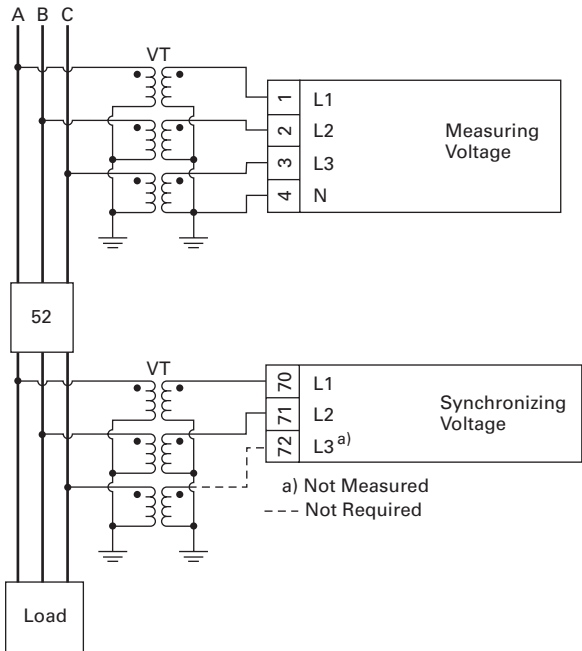 A B C
VT
1 L1
2 L2
3 L3
4 N
Measuring
Voltage
52
VT
70 L1
71 L2
72 L3 a)
Synchronizing
Voltage
a) Not Measured
--- Not Required
Load